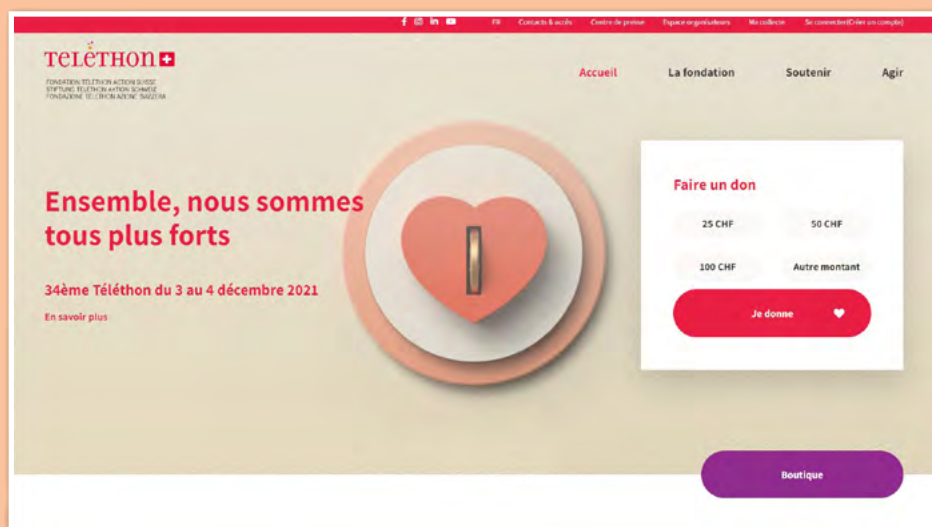 FR Contacts & accès Centre de presse Espace organisateurs Ma collecte Se connecter(Créer un compte)
TéLéTHON
FONDATION TELETHON ACTION SUISSE
STIFTUNG TELETHON AKTION SCHWEIZ
FONDAZIONE TELETHON AZIONE SVIZZERA
Accueil La fondation Soutenir Agir
Ensemble, nous sommes
tous plus forts
34ème Téléthon du 3 au 4 décembre 2021
En savoir plus
Faire un don
25 CHF 50 CHF
100 CHF Autre montant
Je donne
Boutique